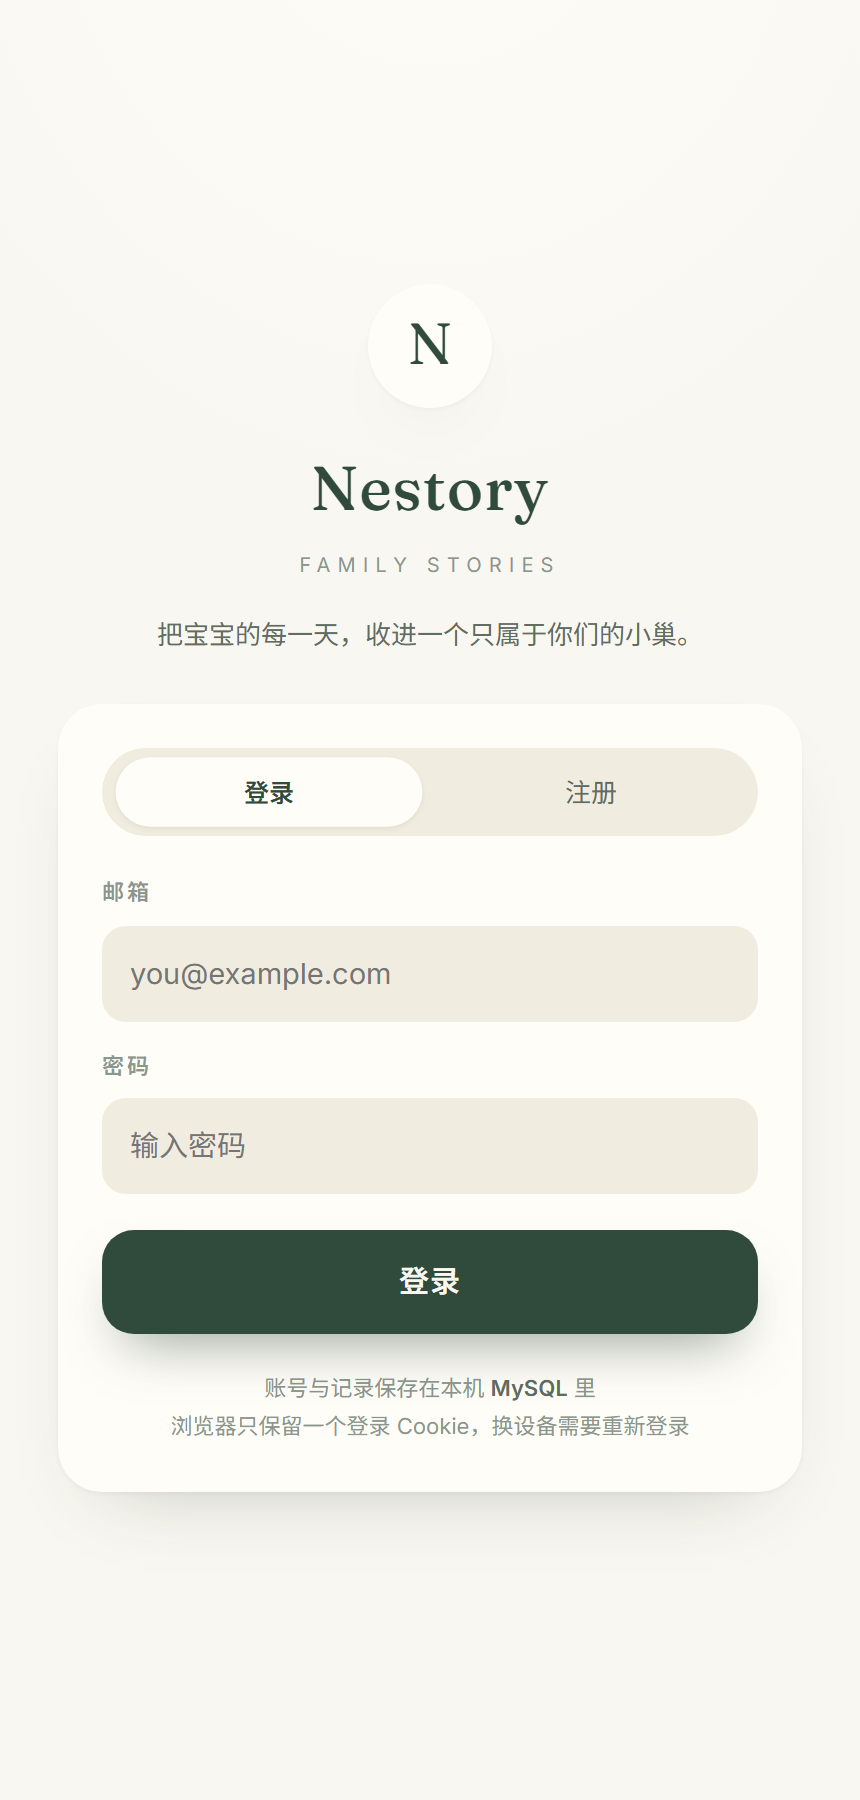 N
Nestory
FAMILY STORIES
把宝宝的每一天，收进一个只属于你们的小巢。
登录 注册
邮箱
you@example.com
密码
输入密码
登录
账号与记录保存在本机 MySQL 里
浏览器只保留一个登录 Cookie，换设备需要重新登录